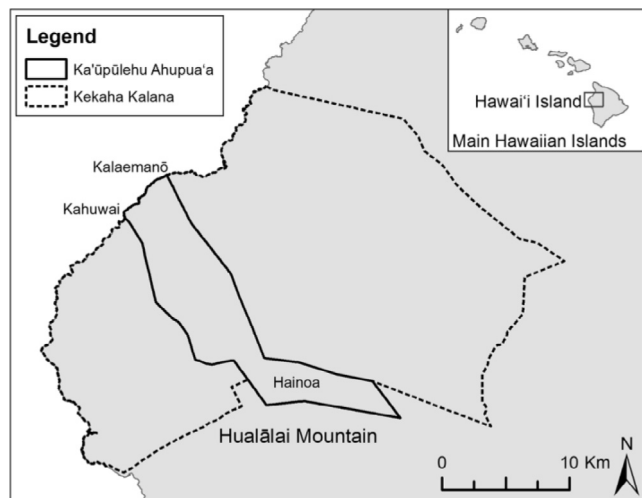 Legend
Ka'ūpūlehu Ahupua‘a
Kekaha Kalana
Hawai‘i Island
Main Hawaiian Islands
Kalaemanō
Kahuwai
Hainoa
Hualālai Mountain
0 10 Km
N